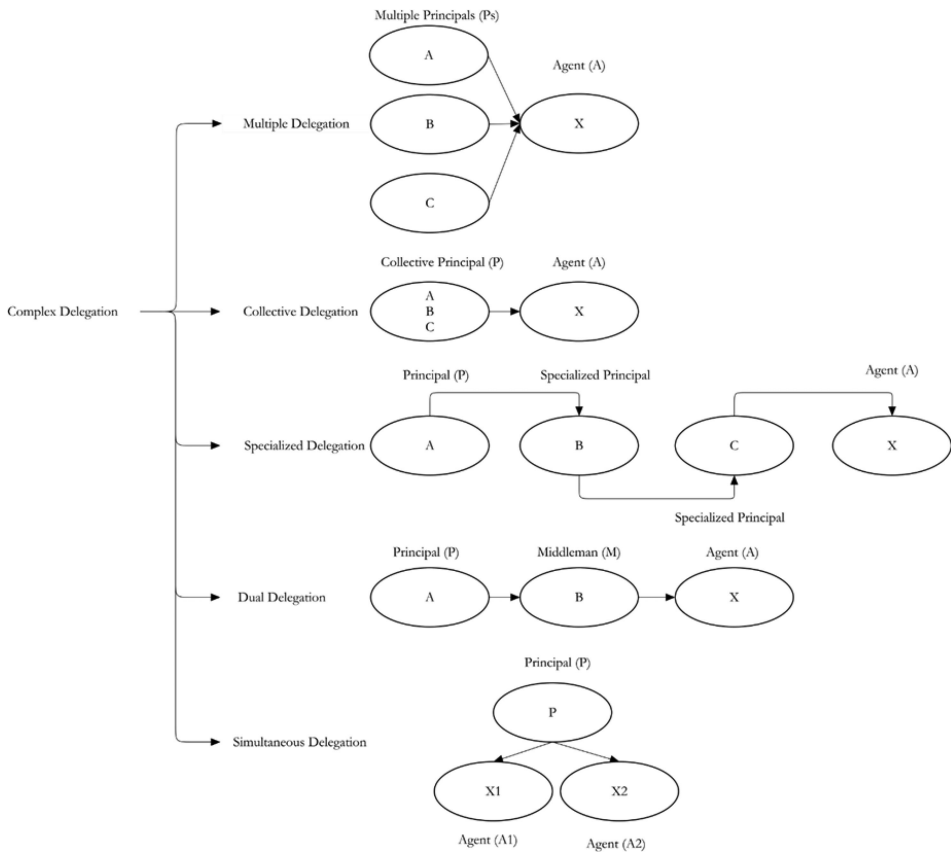 Multiple Principals (Ps)
A
Agent (A)
Multiple Delegation
B
X
C
Collective Principal (P)
Agent (A)
Complex Delegation
Collective Delegation
A
B
C
X
Principal (P)
Specialized Principal
Agent (A)
Specialized Delegation
A
B
C
X
Specialized Principal
Principal (P)
Middleman (M)
Agent (A)
Dual Delegation
A
B
X
Principal (P)
P
Simultaneous Delegation
X1
X2
Agent (A1)
Agent (A2)